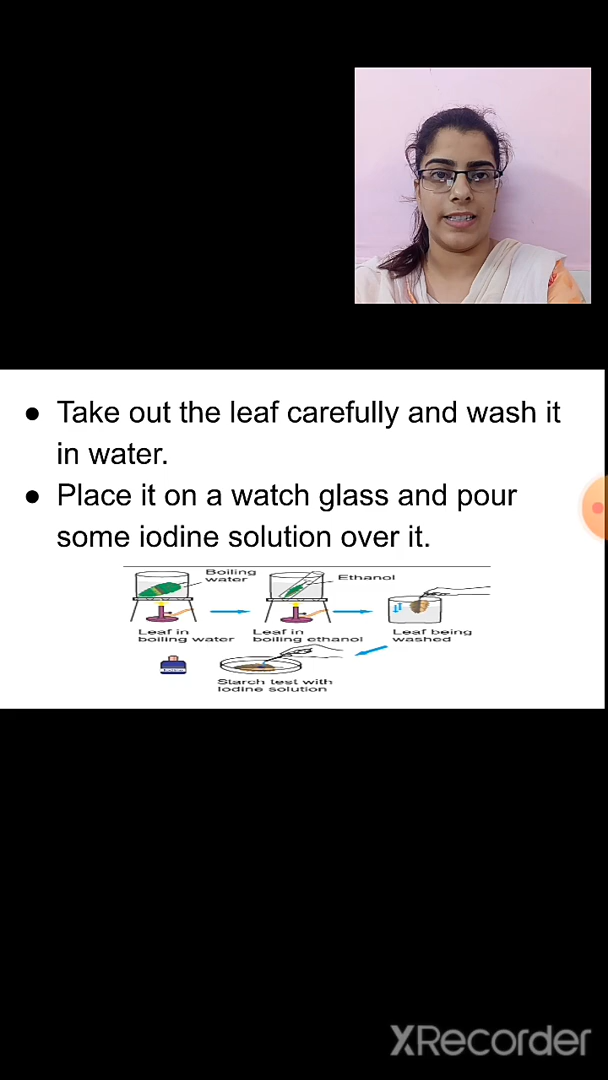 ● Take out the leaf carefully and wash it
in water.
● Place it on a watch glass and pour
some iodine solution over it.
Boiling
water
Ethanol
Leaf in
boiling water
Leaf in
boiling ethanol
Leaf being
washed
Starch test with
Iodine solution
XRecorder